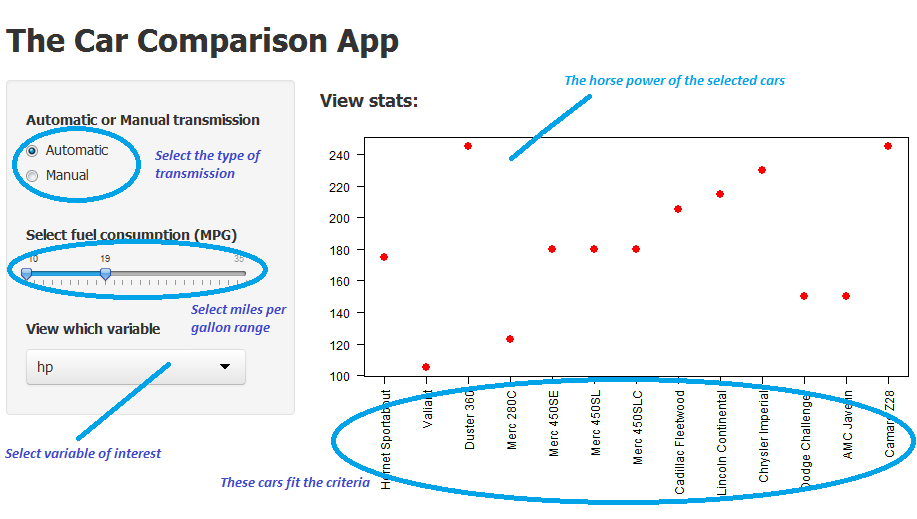 The Car Comparison App
The horse power of the selected cars
View stats:
Automatic or Manual transmission
Automatic
Manual
Select the type of
transmission
Select fuel consumption (MPG)
10 19 35
Select miles per
gallon range
View which variable
hp
Select variable of interest
240
220
200
180
160
140
120
100
Hornet Sportabout
Valiant
Duster 360
Merc 280C
Merc 450SE
Merc 450SL
Merc 450SLC
Cadillac Fleetwood
Lincoln Continental
Chrysler Imperial
Dodge Challenge
AMC Javelin
Camaro Z28
These cars fit the criteria